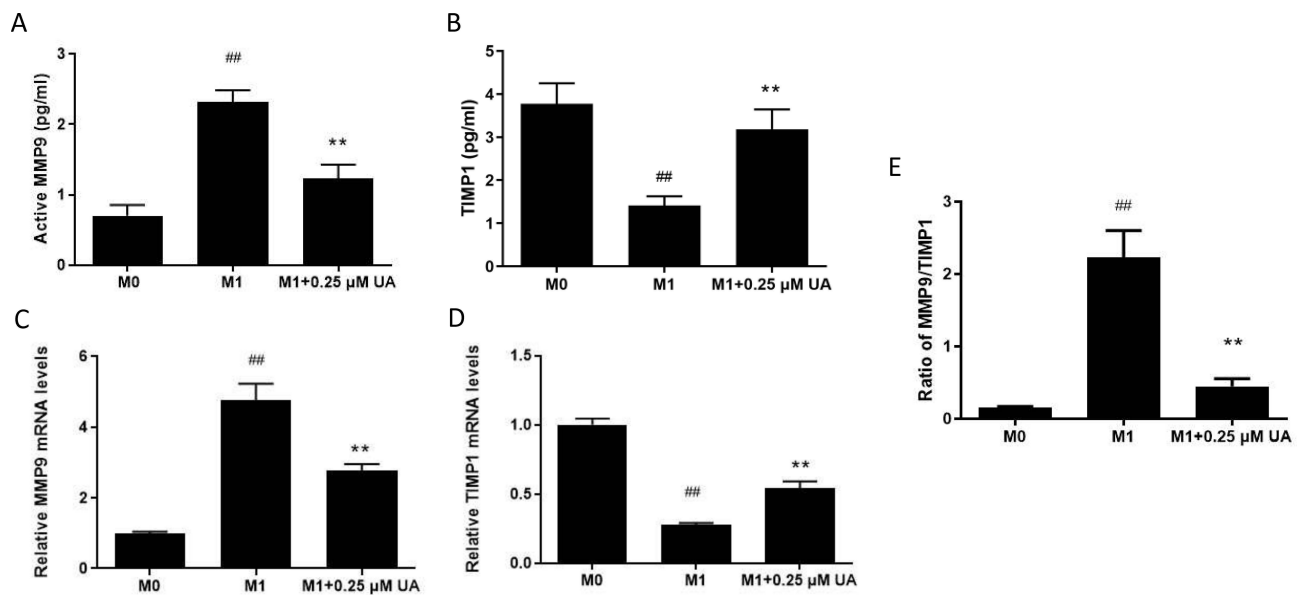 A
Active MMP9 (pg/ml)
3
2
1
0
##
**
M0 M1 M1+0.25 µM UA
B
TIMP1 (pg/ml)
5
4
3
2
1
0
##
**
M0 M1 M1+0.25 µM UA
C
Relative MMP9 mRNA levels
6
4
2
0
##
**
M0 M1 M1+0.25 µM UA
D
Relative TIMP1 mRNA levels
1.5
1.0
0.5
0.0
##
**
M0 M1 M1+0.25 µM UA
E
Ratio of MMP9/TIMP1
3
2
1
0
##
**
M0 M1 M1+0.25 µM UA